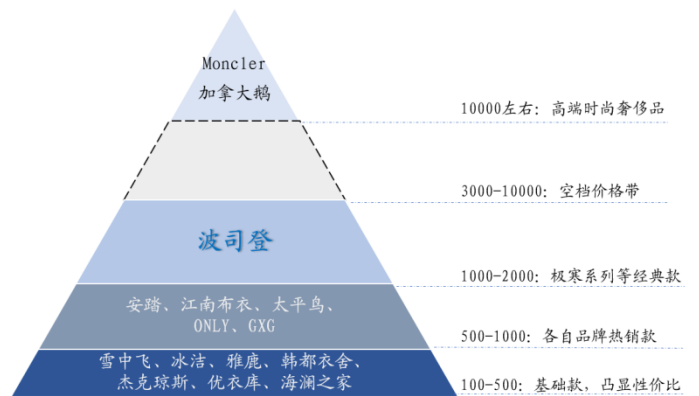 Moncler
加拿大鹅
10000左右：高端时尚奢侈品
3000-10000：空档价格带
波司登
1000-2000：极寒系列等经典款
安踏、江南布衣、太平鸟、
ONLY、GXG
500-1000：各自品牌热销款
雪中飞、冰洁、雅鹿、韩都衣舍、
杰克琼斯、优衣库、海澜之家
100-500：基础款，凸显性价比